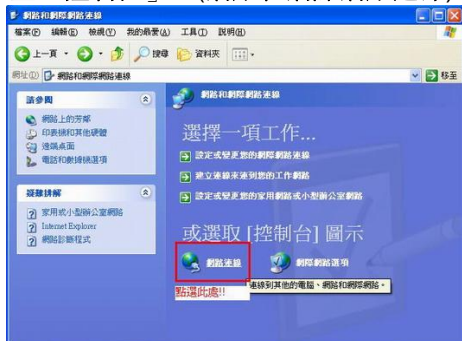 網路和網際網路連線
檔案(F) 編輯(E) 檢視(V) 我的最愛(A) 工具(T) 說明(H)
上一頁 搜尋 資料夾
網址(D) 網路和網際網路連線 移至
請參閱
網路上的芳鄰
印表機和其他硬體
遠端桌面
電話和數據機選項
疑難排解
家用或小型辦公室網路
Internet Explorer
網路診斷程式
網路和網際網路連線
選擇一項工作...
設定或變更您的網際網路連線
建立連線來連到您的工作網路
設定或變更您的家用網路或小型辦公室網路
或選取 [控制台] 圖示
網路連線
網際網路選項
連線到其他的電腦、網路和網際網路。
點選此處!!